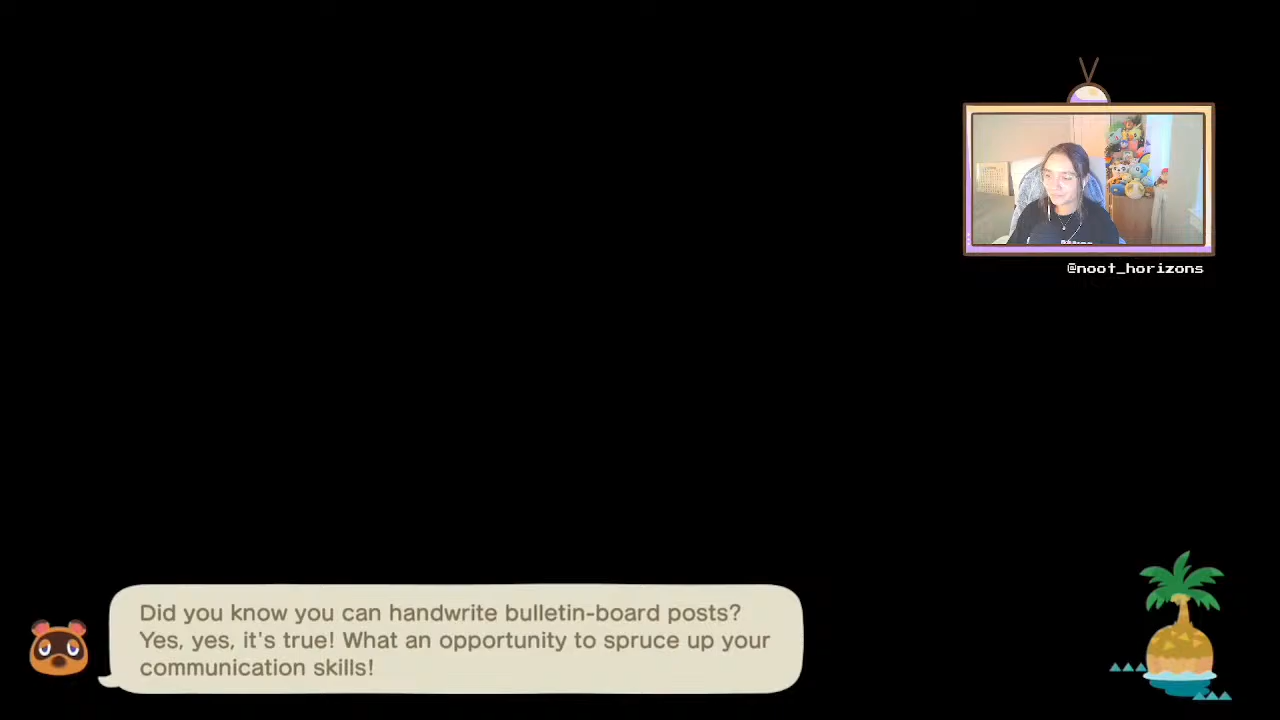 @noot_horizons
Did you know you can handwrite bulletin-board posts?
Yes, yes, it's true! What an opportunity to spruce up your
communication skills!